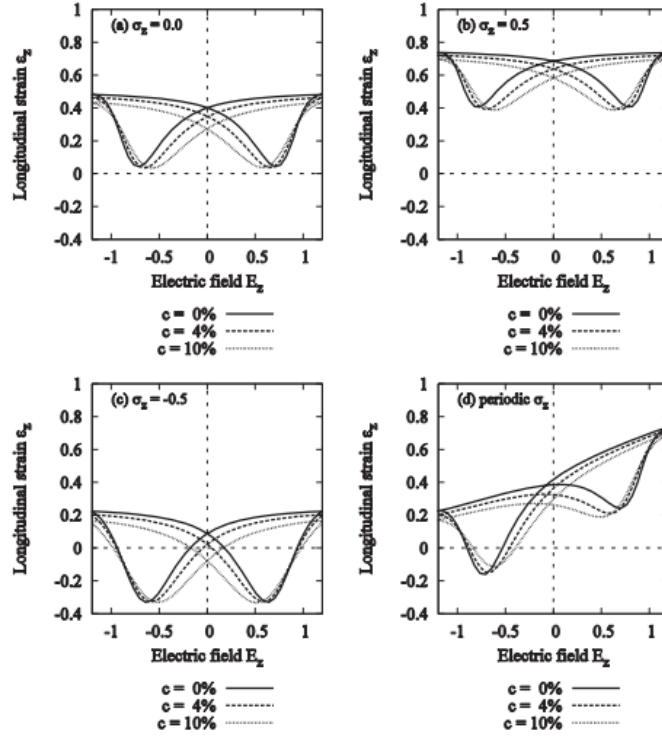 (a) σz = 0.0
Longitudinal strain εz
1
0.8
0.6
0.4
0.2
0
-0.2
-0.4
-1
-0.5
0
0.5
1
Electric field Ez
c = 0%
c = 4%
c = 10%
(b) σz = 0.5
Longitudinal strain εz
1
0.8
0.6
0.4
0.2
0
-0.2
-0.4
-1
-0.5
0
0.5
1
Electric field Ez
c = 0%
c = 4%
c = 10%
(c) σz = -0.5
Longitudinal strain εz
1
0.8
0.6
0.4
0.2
0
-0.2
-0.4
-1
-0.5
0
0.5
1
Electric field Ez
c = 0%
c = 4%
c = 10%
(d) periodic σz
Longitudinal strain εz
1
0.8
0.6
0.4
0.2
0
-0.2
-0.4
-1
-0.5
0
0.5
1
Electric field Ez
c = 0%
c = 4%
c = 10%